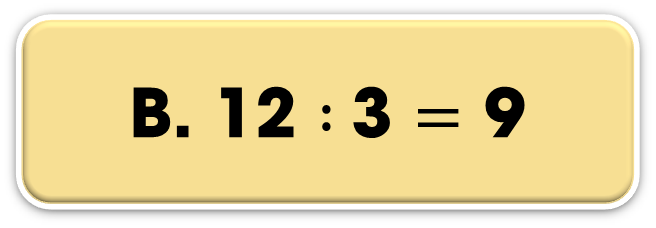 B. 12 : 3 = 9